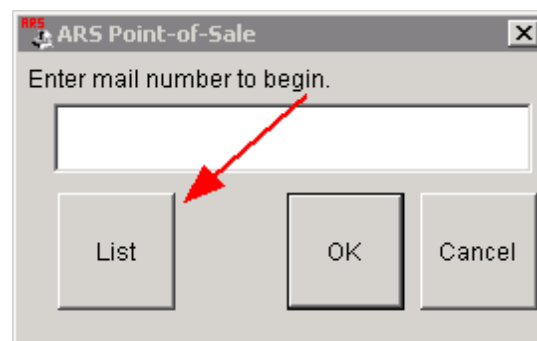 ARS ARS Point-of-Sale
Enter mail number to begin.
List OK Cancel